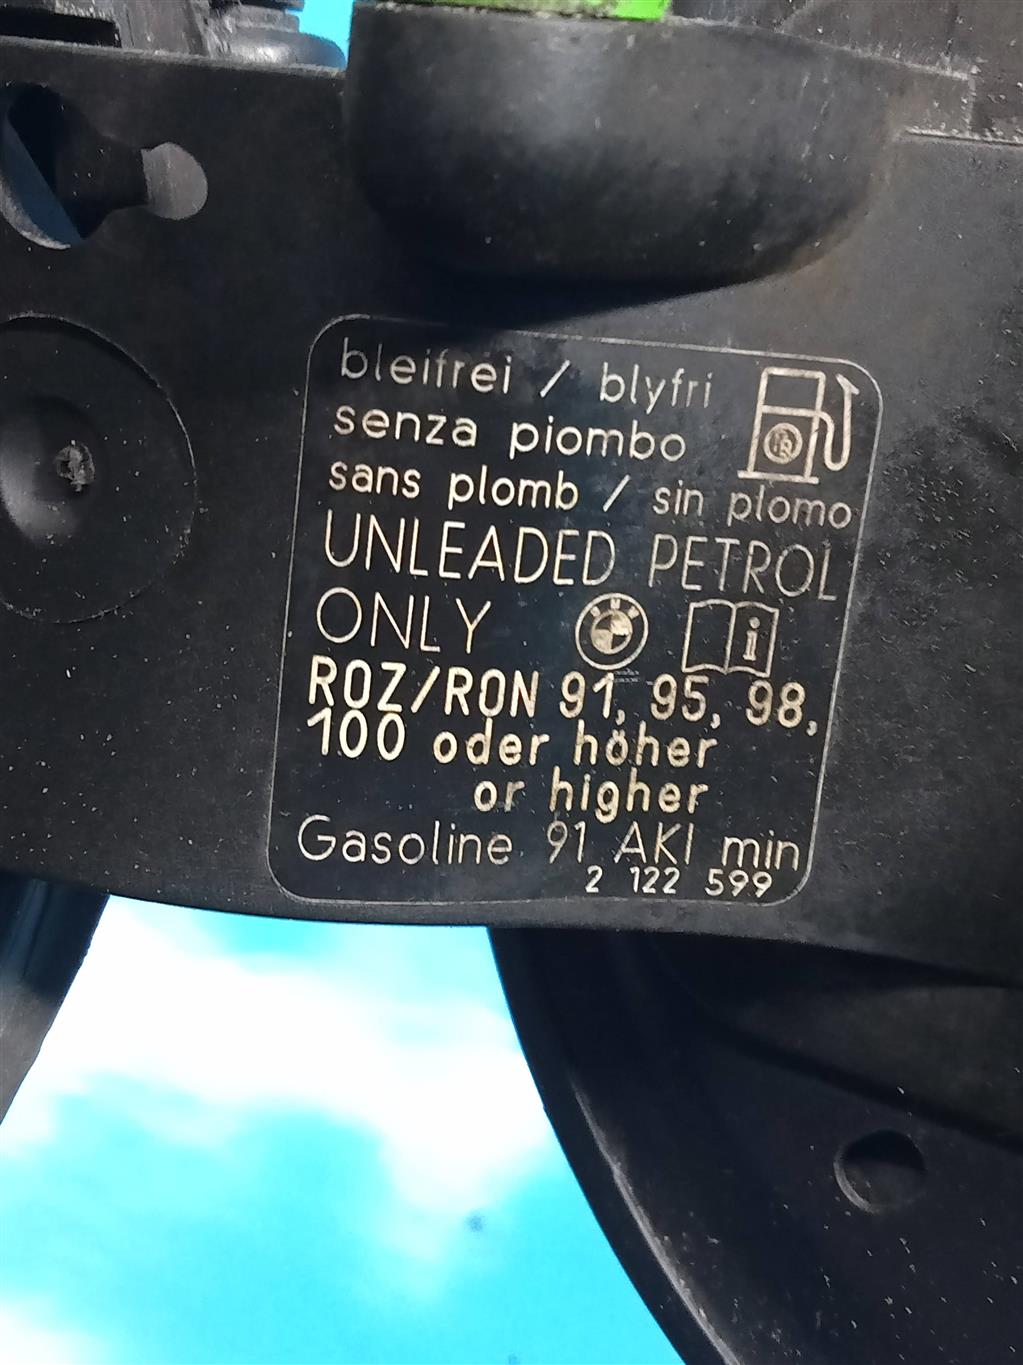 bleifrei / blyfri
senza piombo
sans plomb / sin plomo
UNLEADED PETROL
ONLY
ROZ/RON 91, 95, 98,
100 oder höher
or higher
Gasoline 91 AKI min
2 122 599